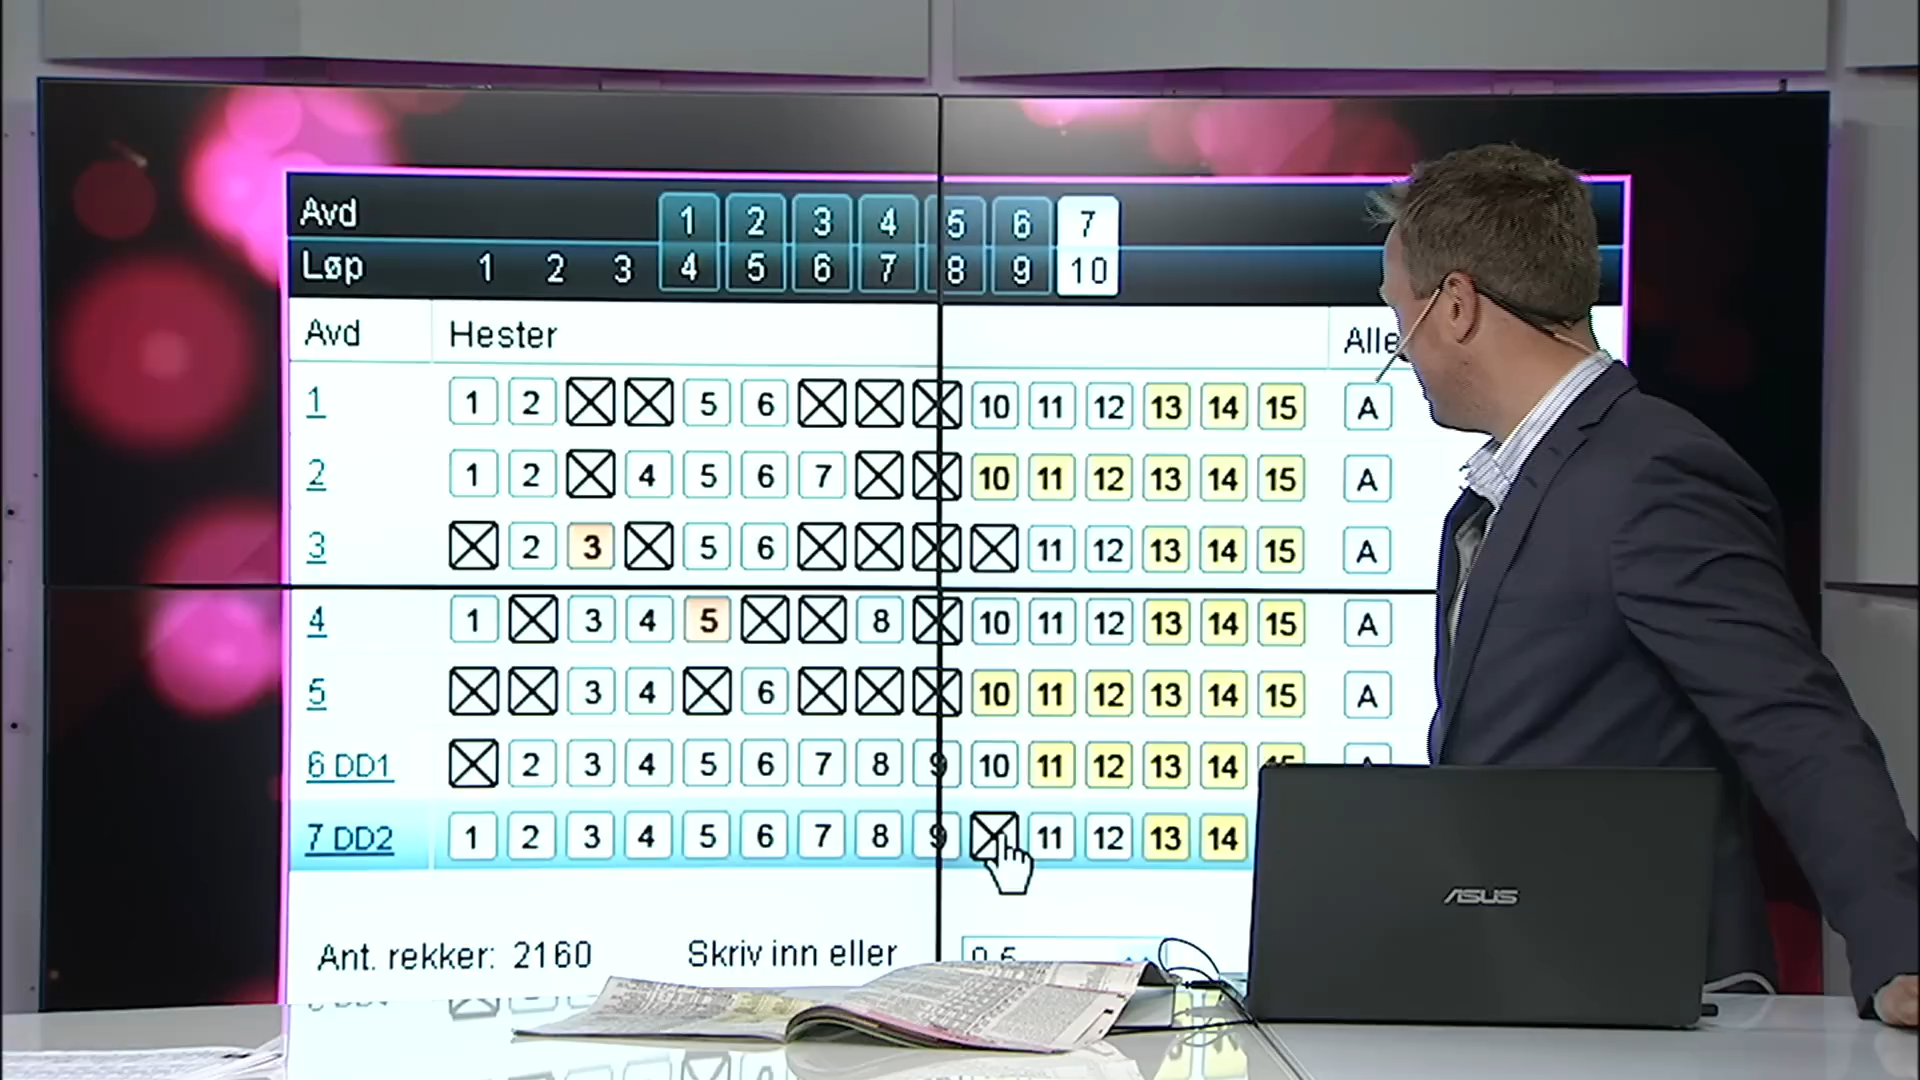 Avd 1 2 3 4 5 6 7
Løp 1 2 3 4 5 6 7 8 9 10
Avd Hester Alle
1 1 2 5 6 10 11 12 13 14 15 A
2 1 2 4 5 6 7 10 11 12 13 14 15 A
3 2 3 5 6 11 12 13 14 15 A
4 1 3 4 5 8 10 11 12 13 14 15 A
5 3 4 6 10 11 12 13 14 15 A
6 DD1 2 3 4 5 6 7 8 9 10 11 12 13 14 15 A
7 DD2 1 2 3 4 5 6 7 8 9 11 12 13 14
Ant. rekker: 2160 Skriv inn eller 0,5
ASUS